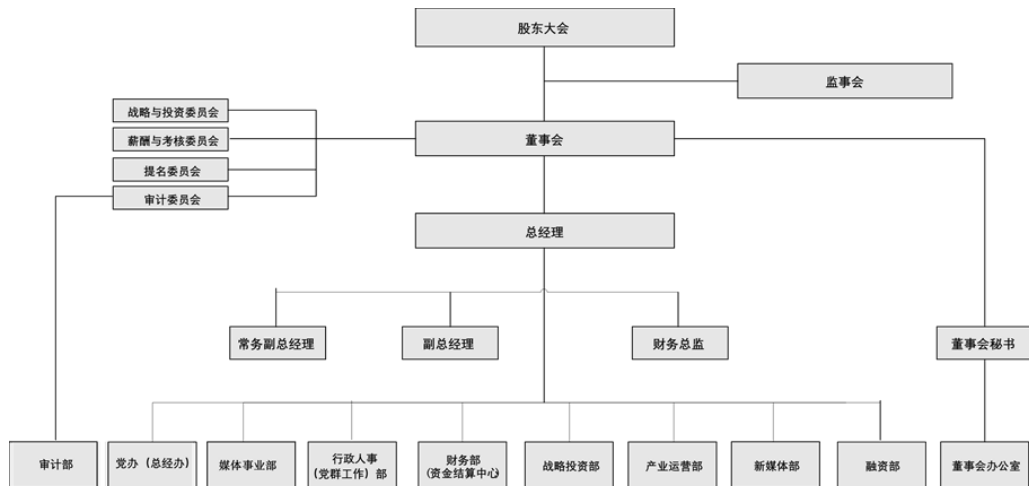 股东大会
监事会
战略与投资委员会
薪酬与考核委员会
董事会
提名委员会
审计委员会
总经理
常务副总经理
副总经理
财务总监
董事会秘书
审计部
党办（总经办）
媒体事业部
行政人事
（党群工作）部
财务部
（资金结算中心）
战略投资部
产业运营部
新媒体部
融资部
董事会办公室